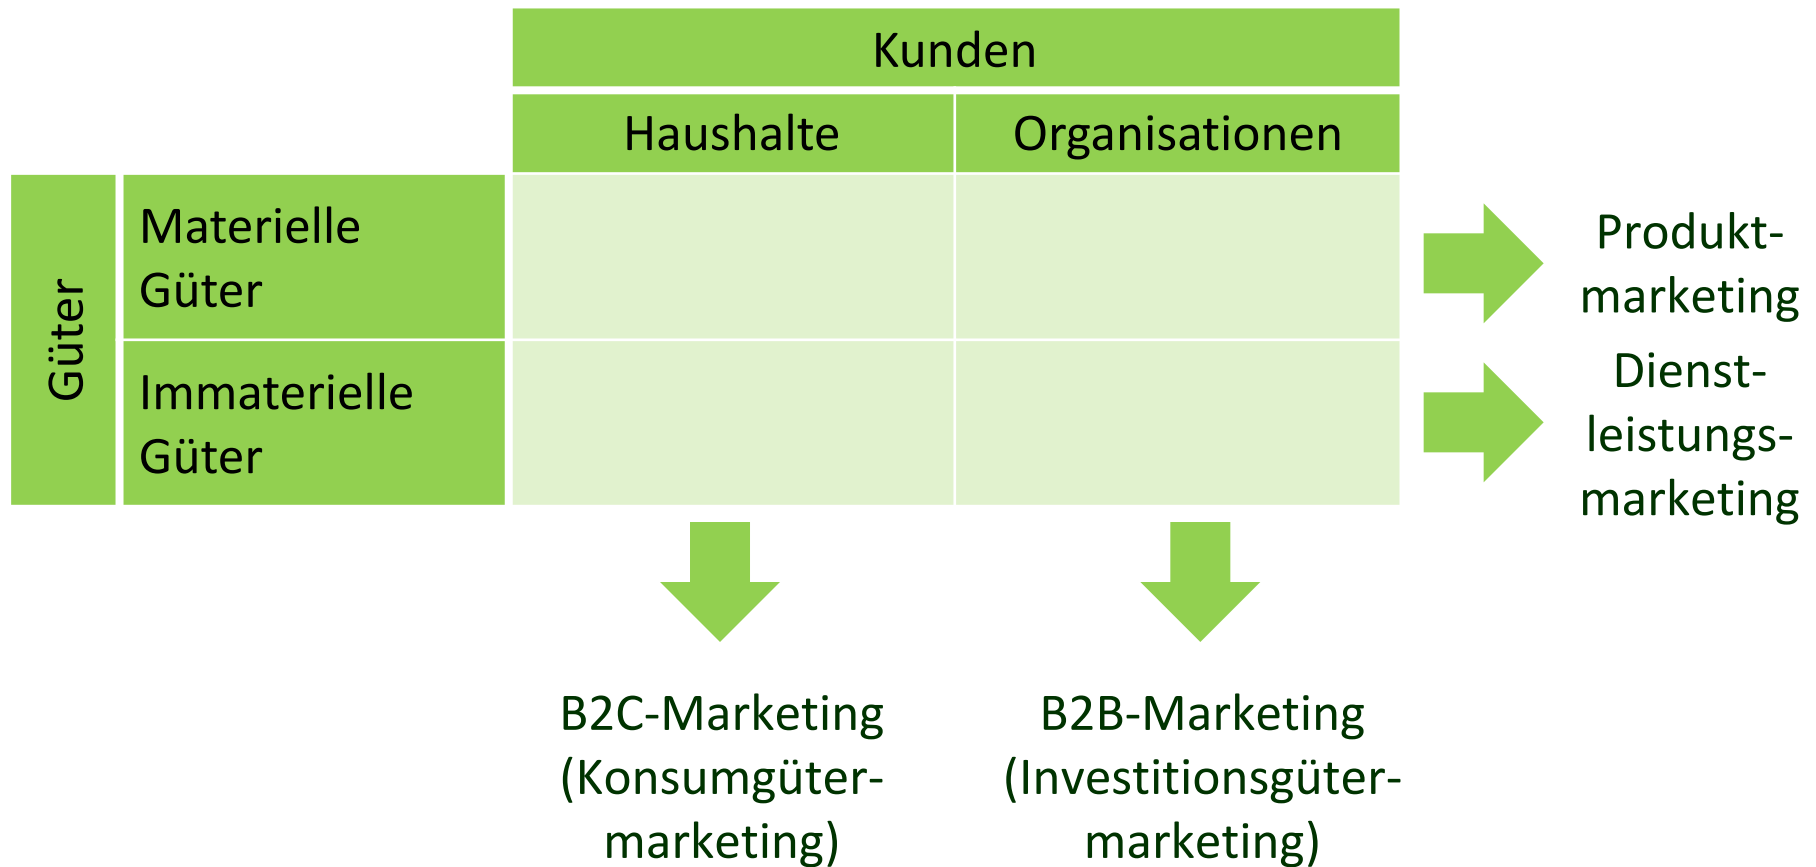 Kunden
Haushalte
Organisationen
Güter
Materielle
Güter
Immaterielle
Güter
Produkt-
marketing
Dienst-
leistungs-
marketing
B2C-Marketing
(Konsumgüter-
marketing)
B2B-Marketing
(Investitionsgüter-
marketing)